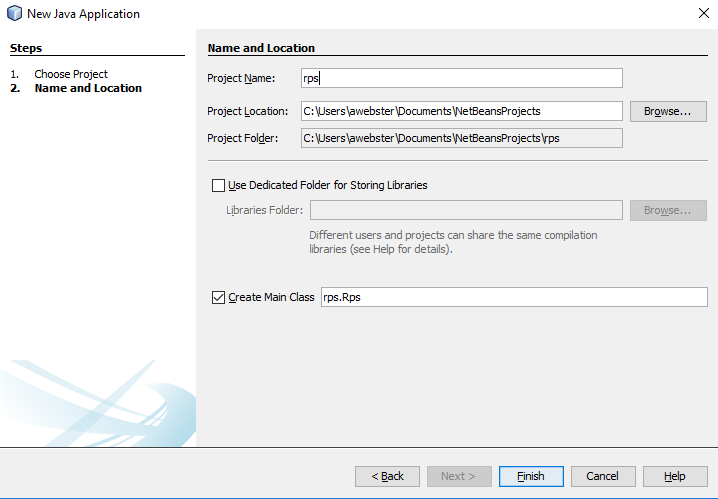 New Java Application
Steps
1. Choose Project
2. Name and Location
Name and Location
Project Name: rps
Project Location: C:\Users\awebster\Documents\NetBeansProjects Browse...
Project Folder: C:\Users\awebster\Documents\NetBeansProjects\rps
Use Dedicated Folder for Storing Libraries
Libraries Folder: Browse...
Different users and projects can share the same compilation
libraries (see Help for details).
Create Main Class rps.Rps
< Back Next > Finish Cancel Help